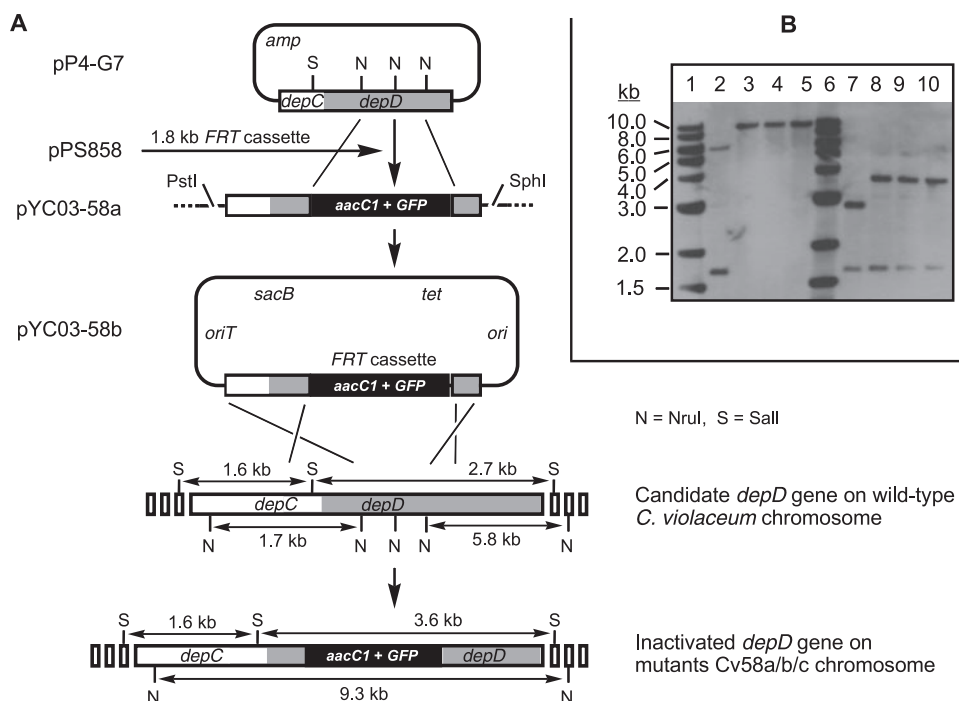 A
pP4-G7
amp
S N N N
depC depD
1.8 kb FRT cassette
pPS858
PstI SphI
pYC03-58a
aacC1 + GFP
sacB tet
oriT ori
pYC03-58b
FRT cassette
aacC1 + GFP
S 1.6 kb S 2.7 kb S
depC depD
N 1.7 kb N N N 5.8 kb N
Candidate depD gene on wild-type
C. violaceum chromosome
S 1.6 kb S 3.6 kb S
depC aacC1 + GFP depD
N 9.3 kb N
Inactivated depD gene on
mutants Cv58a/b/c chromosome
B
1 2 3 4 5 6 7 8 9 10
kb
10.0
8.0
6.0
5.0
4.0
3.0
2.0
1.5
N = NruI, S = SalI